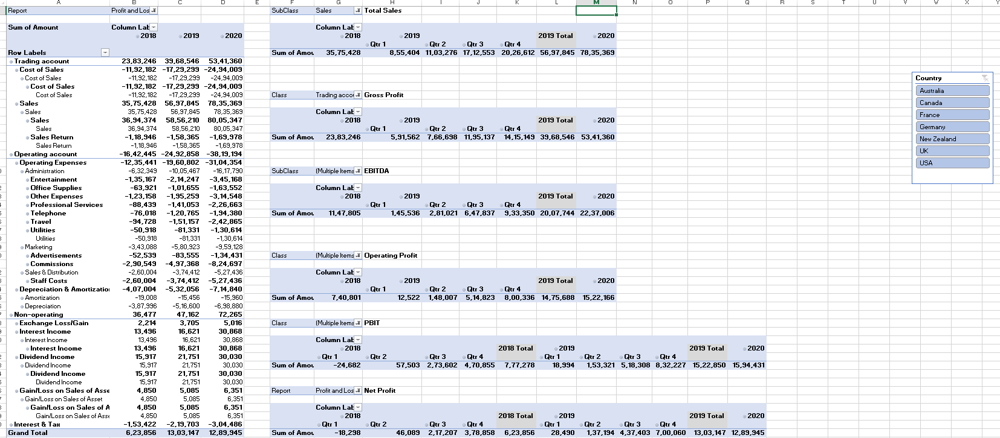 A B C D E F G H I J K L M N O P Q R S T U V W X Y
Report Profit and Los SubClass Sales Total Sales
Sum of Amount Column Lab Column Lab
2018 2019 2020 2018 2019 2019 Total 2020
Qtr 1 Qtr 2 Qtr 3 Qtr 4
Row Labels Sum of Amou 35,75,428 8,55,404 11,03,276 17,12,553 20,26,612 56,97,845 78,35,369
Trading account 23,83,246 39,68,546 53,41,360
Cost of Sales -11,92,182 -17,29,299 -24,94,009
Cost of Sales -11,92,182 -17,29,299 -24,94,009
Cost of Sales -11,92,182 -17,29,299 -24,94,009
Cost of Sales -11,92,182 -17,29,299 -24,94,009 Class Trading accou Gross Profit
Sales 35,75,428 56,97,845 78,35,369
Sales 35,75,428 56,97,845 78,35,369 Column Lab
Sales 36,94,374 58,56,210 80,05,347 2018 2019 2019 Total 2020
Sales 36,94,374 58,56,210 80,05,347 Qtr 1 Qtr 2 Qtr 3 Qtr 4
Sales Return -1,18,946 -1,58,365 -1,69,978 Sum of Amou 23,83,246 5,91,562 7,66,698 11,95,137 14,15,149 39,68,546 53,41,360
Sales Return -1,18,946 -1,58,365 -1,69,978
Operating account -16,42,445 -24,92,858 -38,19,194
Operating Expenses -12,35,441 -19,60,802 -31,04,354
Administration -6,32,349 -10,05,467 -16,17,790 SubClass (Multiple Items EBITDA
Entertainment -1,35,167 -2,14,247 -3,45,168
Office Supplies -63,921 -1,01,655 -1,63,552 Column Lab
Other Expenses -1,23,158 -1,95,259 -3,14,548 2018 2019 2019 Total 2020
Professional Services -88,439 -1,41,053 -2,26,663 Qtr 1 Qtr 2 Qtr 3 Qtr 4
Telephone -76,018 -1,20,765 -1,94,380 Sum of Amou 11,47,805 1,45,536 2,81,021 6,47,837 9,33,350 20,07,744 22,37,006
Travel -94,728 -1,51,157 -2,42,865
Utilities -50,918 -81,331 -1,30,614
Utilities -50,918 -81,331 -1,30,614
Marketing -3,43,088 -5,80,923 -9,59,128
Advertisements -52,539 -83,555 -1,34,431 Class (Multiple Items Operating Profit
Commissions -2,90,549 -4,97,368 -8,24,697
Sales & Distribution -2,60,004 -3,74,412 -5,27,436 Column Lab
Staff Costs -2,60,004 -3,74,412 -5,27,436 2018 2019 2019 Total 2020
Depreciation & Amortization -4,07,004 -5,32,056 -7,14,840 Qtr 1 Qtr 2 Qtr 3 Qtr 4
Amortization -19,008 -15,456 -15,960 Sum of Amou 7,40,801 12,522 1,48,007 5,14,823 8,00,336 14,75,688 15,22,166
Depreciation -3,87,996 -5,16,600 -6,98,880
Non-operating 36,477 47,162 72,265
Exchange Loss/Gain 2,214 3,705 5,016 Class (Multiple Items PBIT
Interest Income 13,496 16,621 30,868
Interest Income 13,496 16,621 30,868 Column Lab
Interest Income 13,496 16,621 30,868 2018 2018 Total 2019 2019 Total 2020
Dividend Income 15,917 21,751 30,030 Qtr 1 Qtr 2 Qtr 3 Qtr 4 Qtr 1 Qtr 2 Qtr 3 Qtr 4
Dividend Income 15,917 21,751 30,030 Sum of Amou -24,682 57,503 2,73,602 4,70,855 7,77,278 18,994 1,53,321 5,18,308 8,32,227 15,22,850 15,94,431
Dividend Income 15,917 21,751 30,030
Dividend Income 15,917 21,751 30,030
Gain/Loss on Sales of Asse 4,850 5,085 6,351 Report Profit and Los Net Profit
Gain/Loss on Sales of Asset 4,850 5,085 6,351
Gain/Loss on Sales of A 4,850 5,085 6,351 Column Lab
Gain/Loss on Sales of Asse 4,850 5,085 6,351 2018 2018 Total 2019 2019 Total 2020
Interest & Tax -1,53,422 -2,19,703 -3,04,486 Qtr 1 Qtr 2 Qtr 3 Qtr 4 Qtr 1 Qtr 2 Qtr 3 Qtr 4
Grand Total 6,23,856 13,03,147 12,89,945 Sum of Amou -18,298 46,089 2,17,207 3,78,858 6,23,856 28,490 1,37,194 4,37,403 7,00,060 13,03,147 12,89,945
Country
Australia
Canada
France
Germany
New Zealand
UK
USA